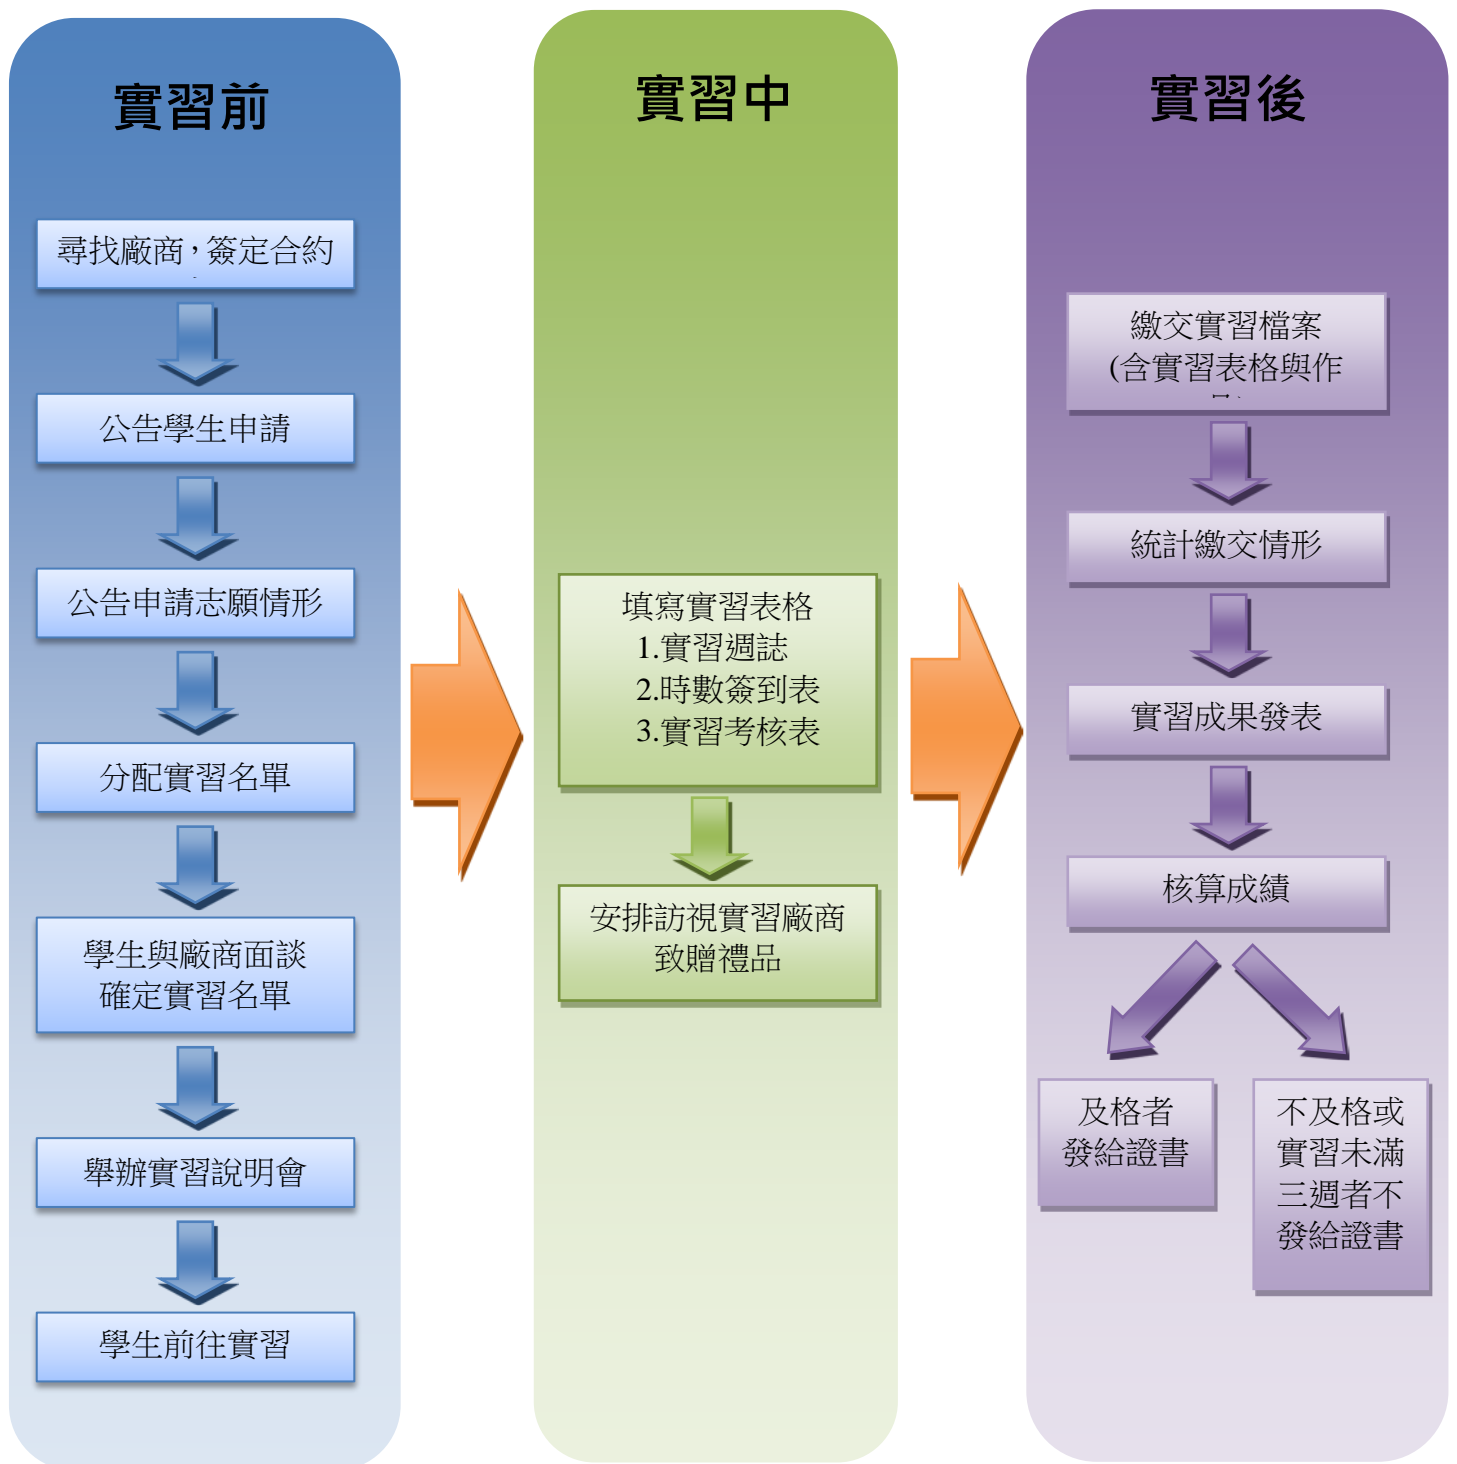 實習前
尋找廠商，簽定合約
公告學生申請
公告申請志願情形
分配實習名單
學生與廠商面談
確定實習名單
舉辦實習說明會
學生前往實習
實習中
填寫實習表格
1.實習週誌
2.時數簽到表
3.實習考核表
安排訪視實習廠商
致贈禮品
實習後
繳交實習檔案
(含實習表格與作
統計繳交情形
實習成果發表
核算成績
及格者
發給證書
不及格或
實習未滿
三週者不
發給證書